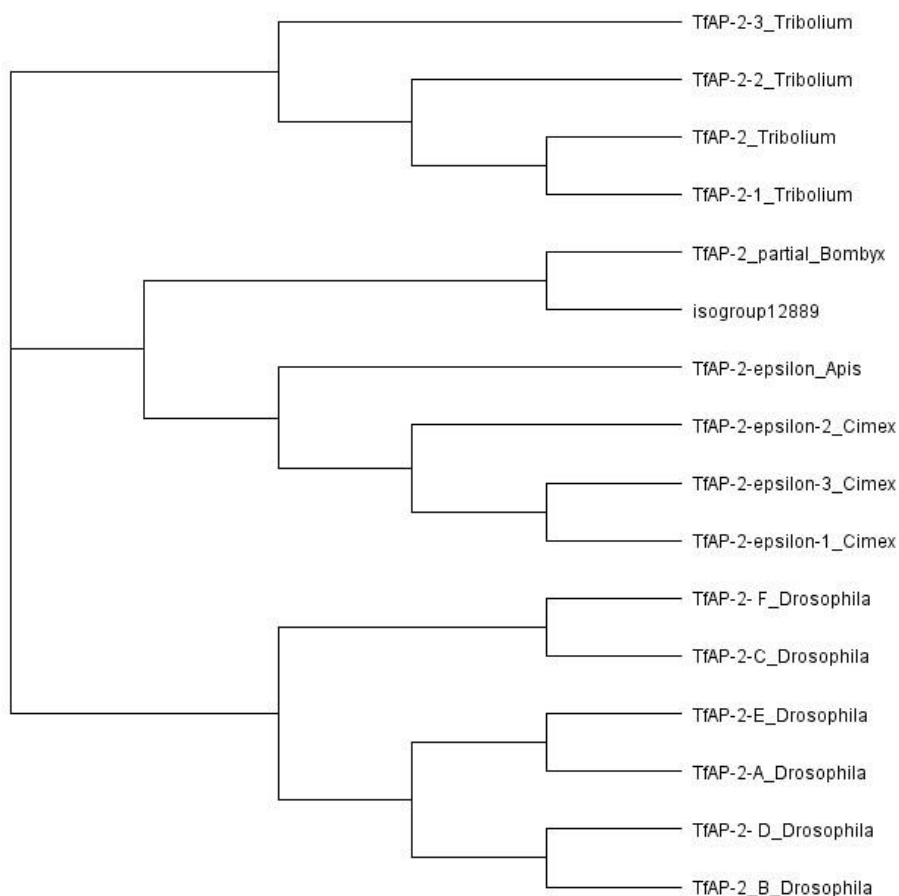 TfAP-2-3_Tribolium
TfAP-2-2_Tribolium
TfAP-2_Tribolium
TfAP-2-1_Tribolium
TfAP-2_partial_Bombyx
isogroup12889
TfAP-2-epsilon_Apis
TfAP-2-epsilon-2_Cimex
TfAP-2-epsilon-3_Cimex
TfAP-2-epsilon-1_Cimex
TfAP-2- F_Drosophila
TfAP-2-C_Drosophila
TfAP-2-E_Drosophila
TfAP-2-A_Drosophila
TfAP-2- D_Drosophila
TfAP-2_B_Drosophila